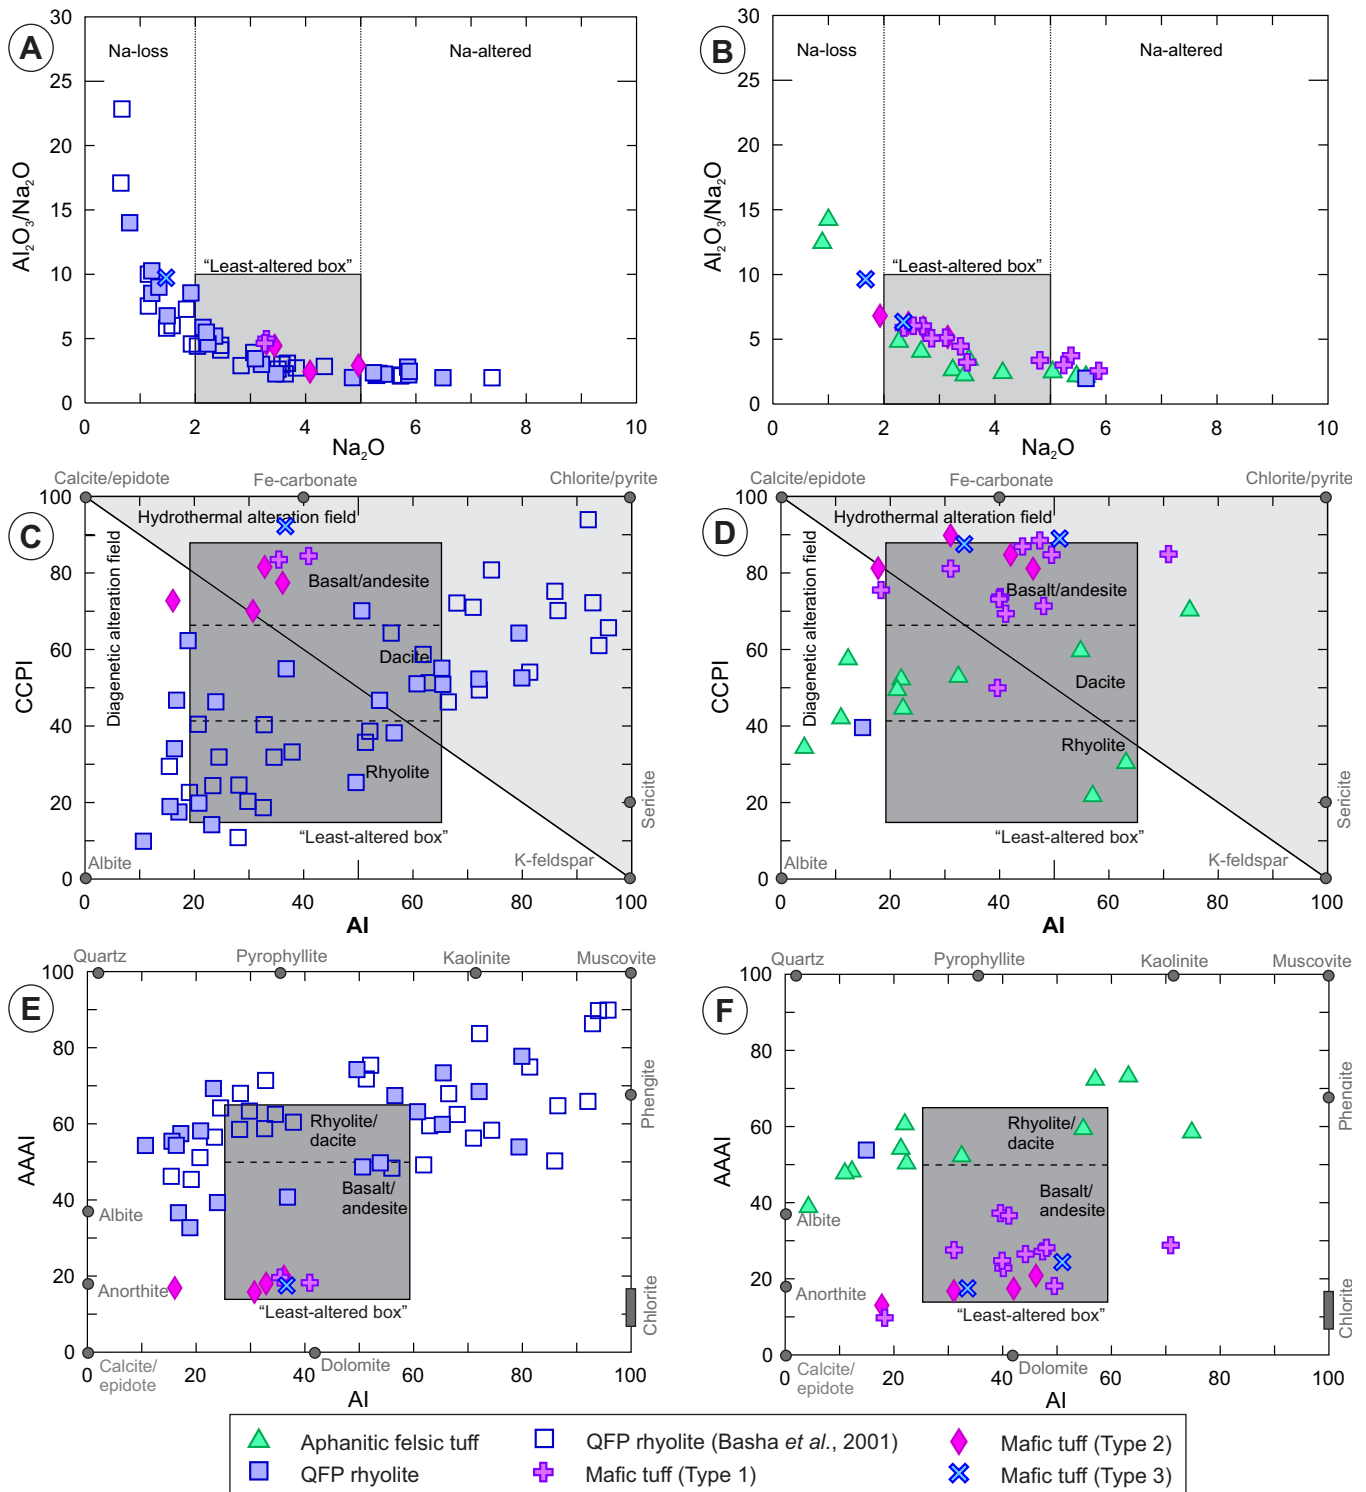 A
Na-loss
Na-altered
"Least-altered box"
Al₂O₃/Na₂O
30
25
20
15
10
5
0
0 2 4 6 8 10
Na₂O
B
Na-loss
Na-altered
"Least-altered box"
Al₂O₃/Na₂O
30
25
20
15
10
5
0
0 2 4 6 8 10
Na₂O
C
Calcite/epidote
Fe-carbonate
Chlorite/pyrite
Hydrothermal alteration field
Diagenetic alteration field
Basalt/andesite
Dacite
Rhyolite
"Least-altered box"
Sericite
Albite
K-feldspar
CCPI
100
80
60
40
20
0
0 20 40 60 80 100
AI
D
Calcite/epidote
Fe-carbonate
Chlorite/pyrite
Hydrothermal alteration field
Diagenetic alteration field
Basalt/andesite
Dacite
Rhyolite
"Least-altered box"
Sericite
Albite
K-feldspar
CCPI
100
80
60
40
20
0
0 20 40 60 80 100
AI
E
Quartz
Pyrophyllite
Kaolinite
Muscovite
Phengite
Rhyolite/
dacite
Basalt/
andesite
Albite
Anorthite
"Least-altered box"
Chlorite
Calcite/
epidote
Dolomite
AAAI
100
80
60
40
20
0
0 20 40 60 80 100
AI
F
Quartz
Pyrophyllite
Kaolinite
Muscovite
Phengite
Rhyolite/
dacite
Basalt/
andesite
Albite
Anorthite
"Least-altered box"
Chlorite
Calcite/
epidote
Dolomite
AAAI
100
80
60
40
20
0
0 20 40 60 80 100
AI
Aphanitic felsic tuff
QFP rhyolite (Basha et al., 2001)
Mafic tuff (Type 2)
QFP rhyolite
Mafic tuff (Type 1)
Mafic tuff (Type 3)